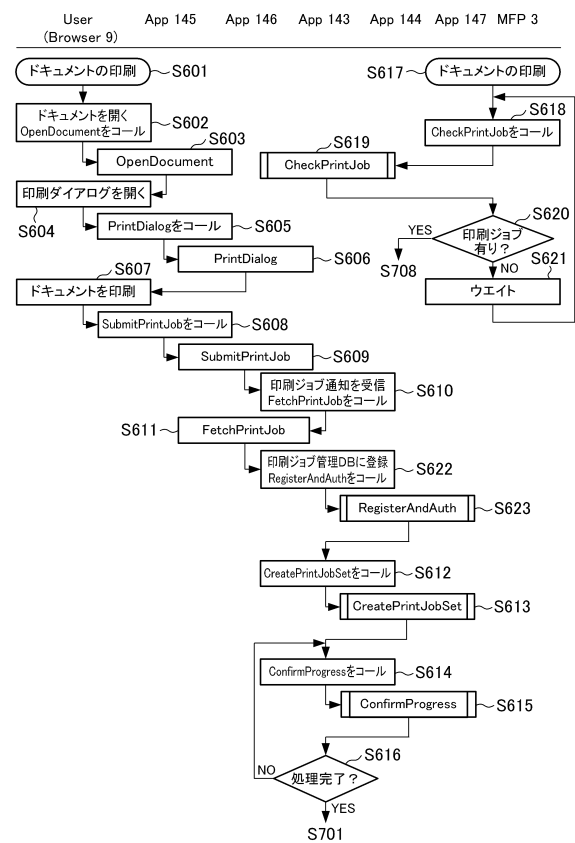 User
(Browser 9)
App 145
App 146
App 143
App 144
App 147
MFP 3
ドキュメントの印刷
S601
ドキュメントを開く
OpenDocumentをコール
S602
S603
OpenDocument
印刷ダイアログを開く
S604
PrintDialogをコール
S605
PrintDialog
S606
S607
ドキュメントを印刷
SubmitPrintJobをコール
S608
SubmitPrintJob
S609
印刷ジョブ通知を受信
FetchPrintJobをコール
S610
S611
FetchPrintJob
印刷ジョブ管理DBに登録
RegisterAndAuthをコール
S622
RegisterAndAuth
S623
CreatePrintJobSetをコール
S612
CreatePrintJobSet
S613
ConfirmProgressをコール
S614
ConfirmProgress
S615
S616
処理完了？
NO
YES
S701
S617
ドキュメントの印刷
S618
CheckPrintJobをコール
S619
CheckPrintJob
S620
印刷ジョブ
有り？
YES
S708
NO
S621
ウエイト